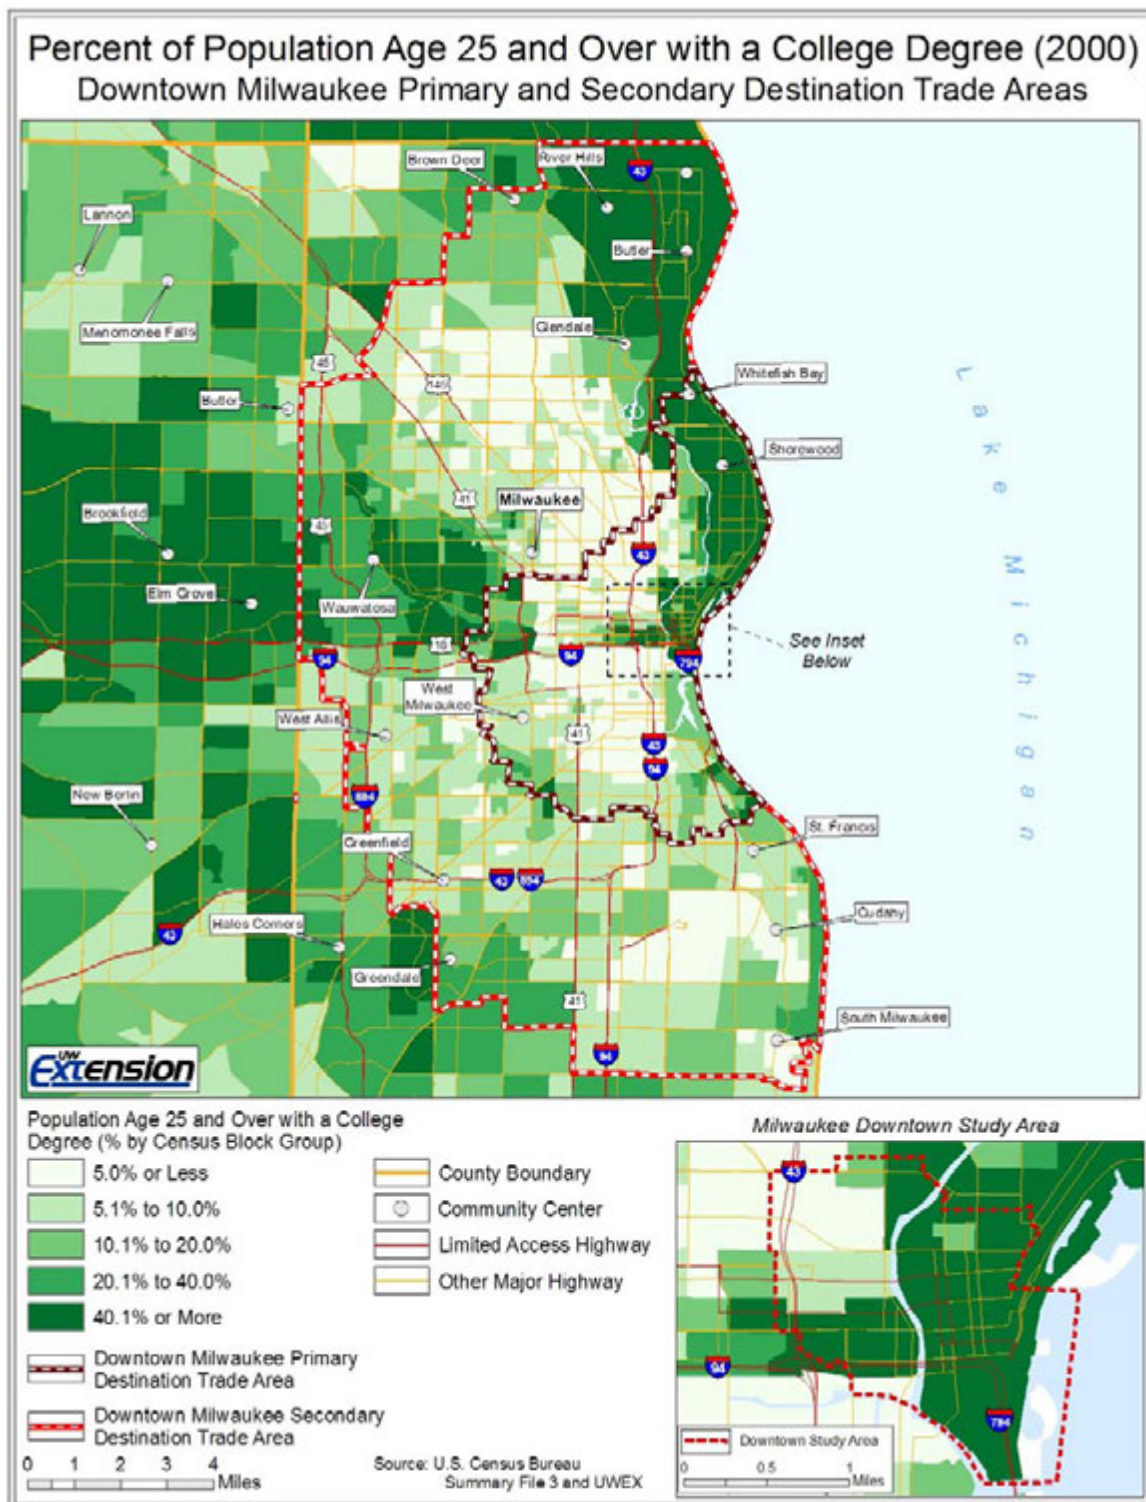 Percent of Population Age 25 and Over with a College Degree (2000)
Downtown Milwaukee Primary and Secondary Destination Trade Areas
Brown Deer
River Hills
43
Lannon
Butler
Menomonee Falls
Glendale
45
145
Whitefish Bay
Butler
Shorewood
41
Milwaukee
43
Brookfield
43
Elm Grove
Wauwatosa
18
94
94
794
See Inset
Below
Lake Michigan
West
Milwaukee
West Allis
41
43
94
New Berlin
894
St. Francis
Greenfield
43
894
Hales Corners
43
Cudahy
Greendale
41
South Milwaukee
94
UW
Extension
Population Age 25 and Over with a College
Degree (% by Census Block Group)
5.0% or Less
5.1% to 10.0%
10.1% to 20.0%
20.1% to 40.0%
40.1% or More
County Boundary
Community Center
Limited Access Highway
Other Major Highway
Downtown Milwaukee Primary
Destination Trade Area
Downtown Milwaukee Secondary
Destination Trade Area
0 1 2 3 4
Miles
Source: U.S. Census Bureau
Summary File 3 and UWEX
Milwaukee Downtown Study Area
43
94
794
Downtown Study Area
0 0.5 1
Miles